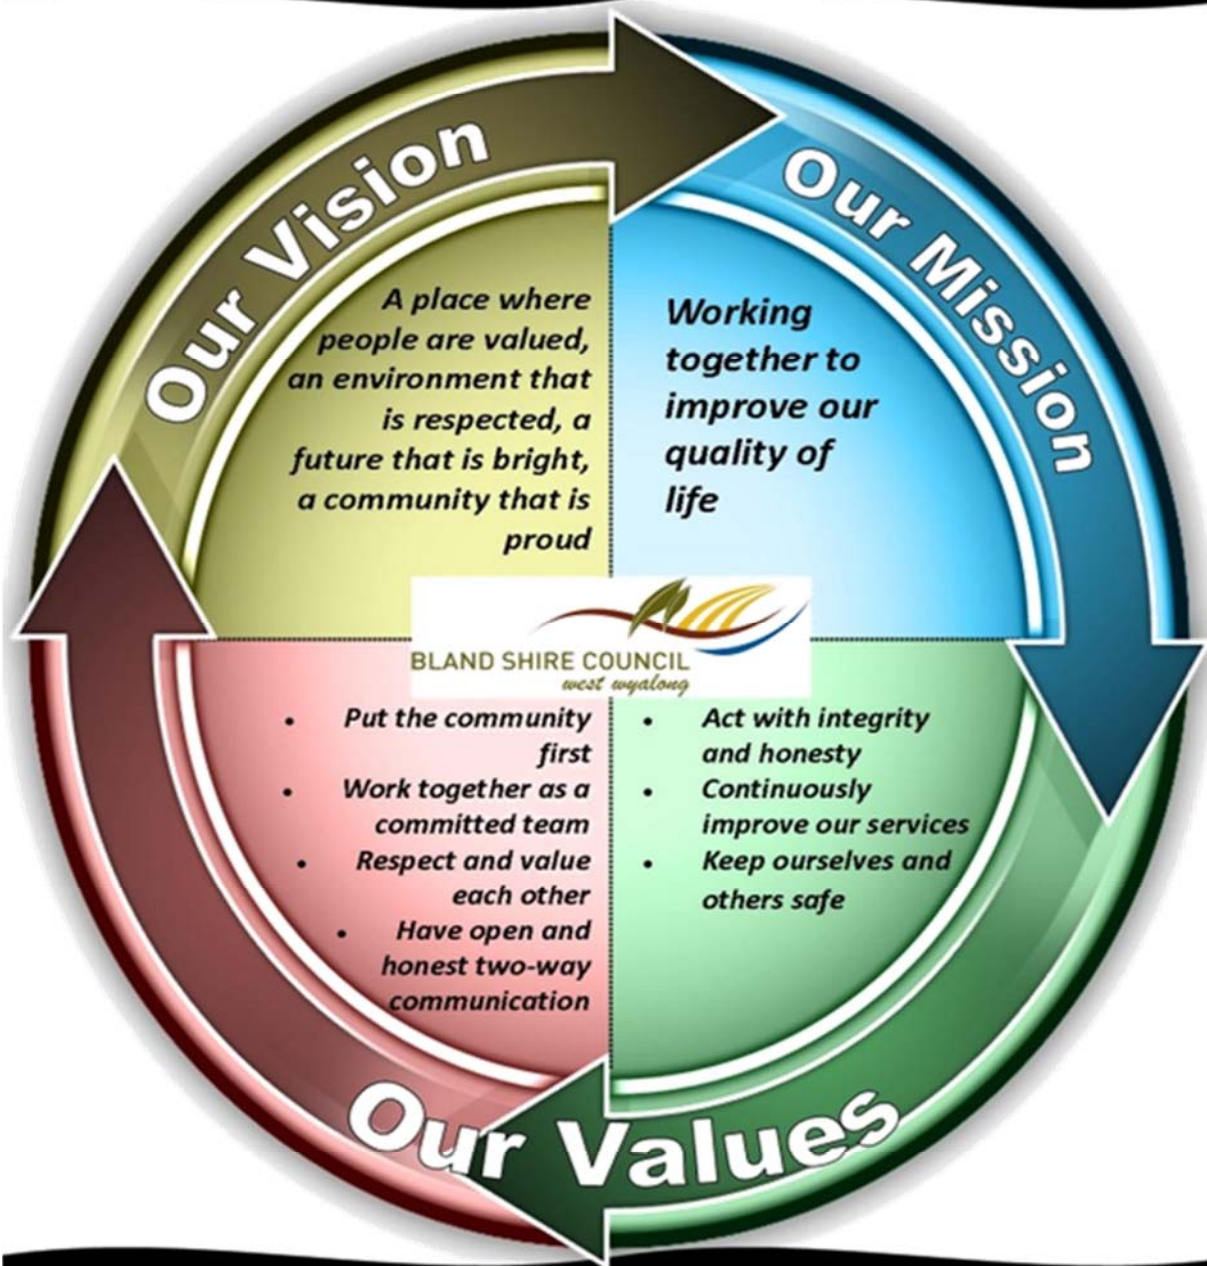 Our Vision
A place where
people are valued,
an environment that
is respected, a
future that is bright,
a community that is
proud
Our Mission
Working
together to
improve our
quality of
life
BLAND SHIRE COUNCIL
west wyalong
• Put the community
first
• Work together as a
committed team
• Respect and value
each other
• Have open and
honest two-way
communication
• Act with integrity
and honesty
• Continuously
improve our services
• Keep ourselves and
others safe
Our Values